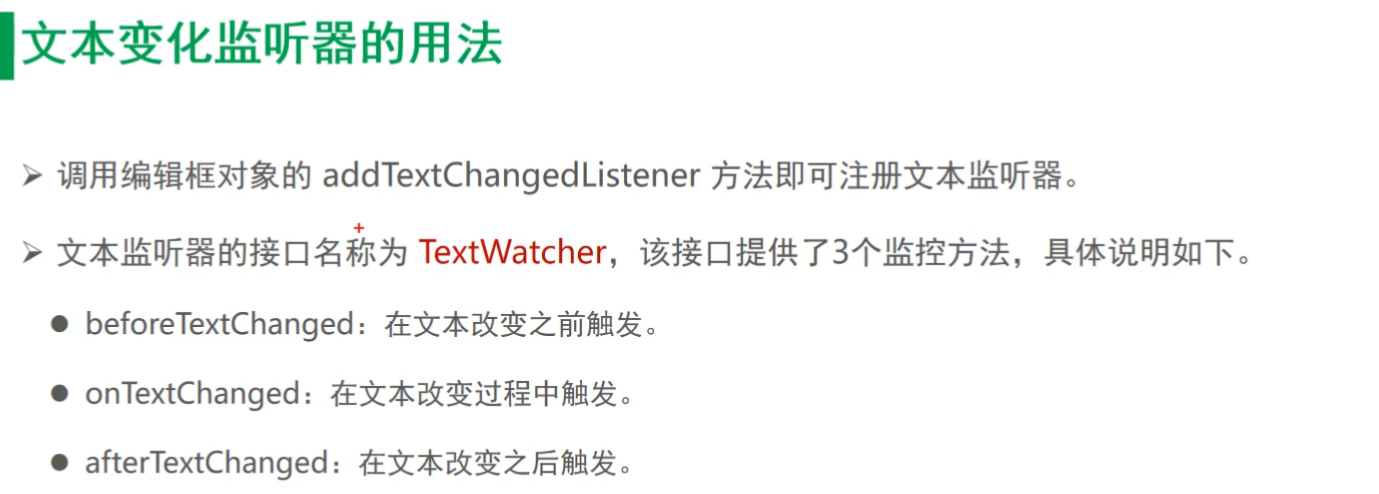 文本变化监听器的用法
调用编辑框对象的 addTextChangedListener 方法即可注册文本监听器。
文本监听器的接口名称为 TextWatcher，该接口提供了3个监控方法，具体说明如下。
beforeTextChanged：在文本改变之前触发。
onTextChanged：在文本改变过程中触发。
afterTextChanged：在文本改变之后触发。